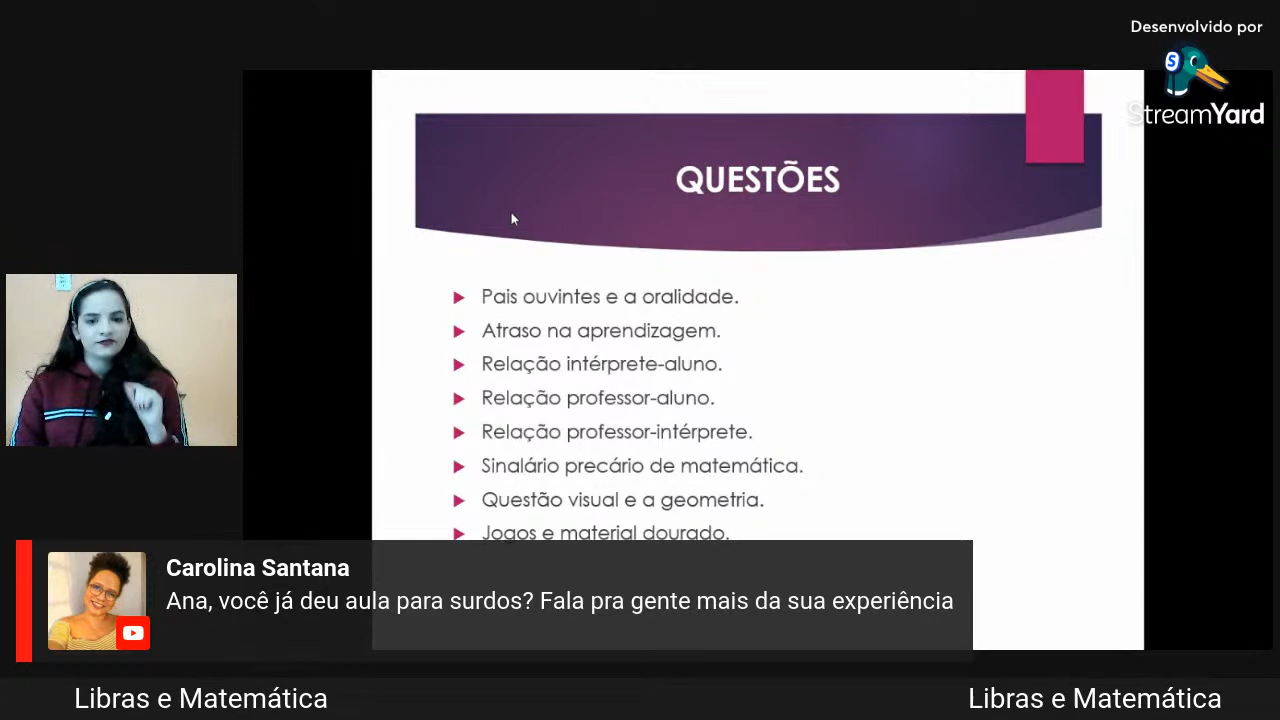 Desenvolvido por
StreamYard
QUESTÕES
Pais ouvintes e a oralidade.
Atraso na aprendizagem.
Relação intérprete-aluno.
Relação professor-aluno.
Relação professor-intérprete.
Sinalário precário de matemática.
Questão visual e a geometria.
Jogos e material dourado.
Carolina Santana
Ana, você já deu aula para surdos? Fala pra gente mais da sua experiência
Libras e Matemática
Libras e Matemática